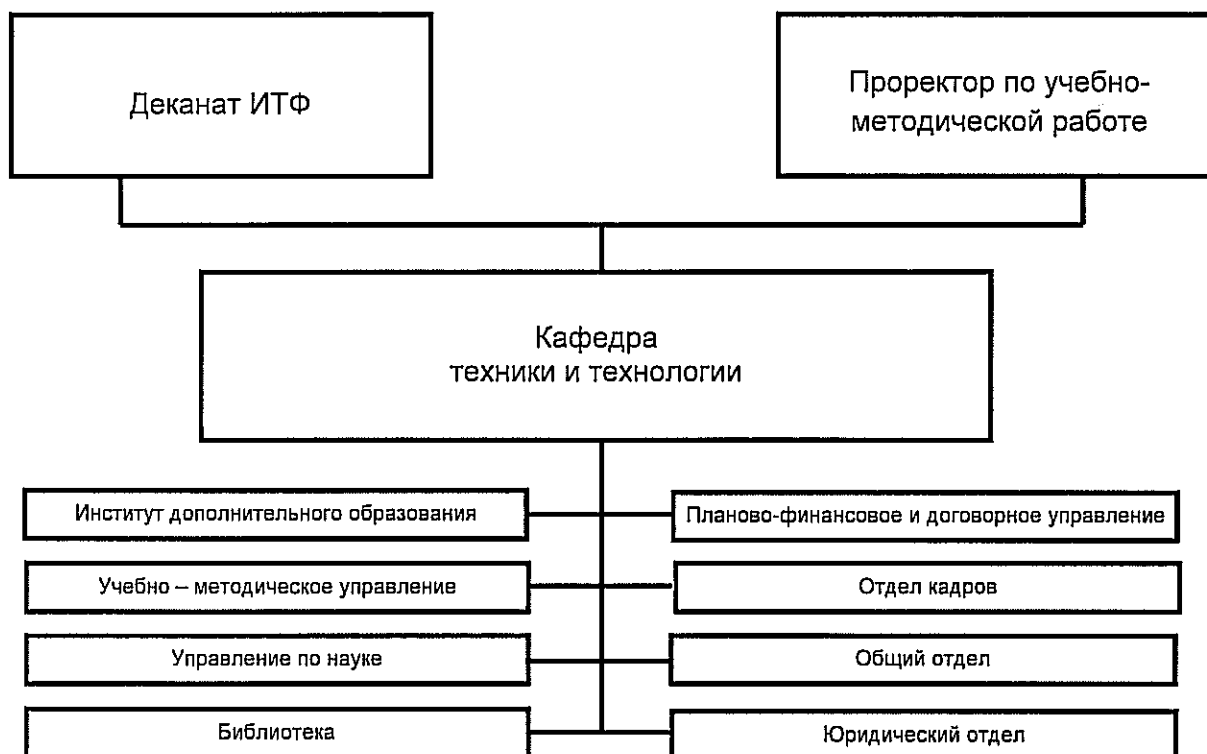 Деканат ИТФ
Проректор по учебно-
методической работе
Кафедра
техники и технологии
Институт дополнительного образования
Планово-финансовое и договорное управление
Учебно – методическое управление
Отдел кадров
Управление по науке
Общий отдел
Библиотека
Юридический отдел